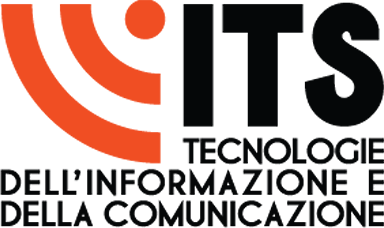 ITS
TECNOLOGIE
DELL'INFORMAZIONE E
DELLA COMUNICAZIONE